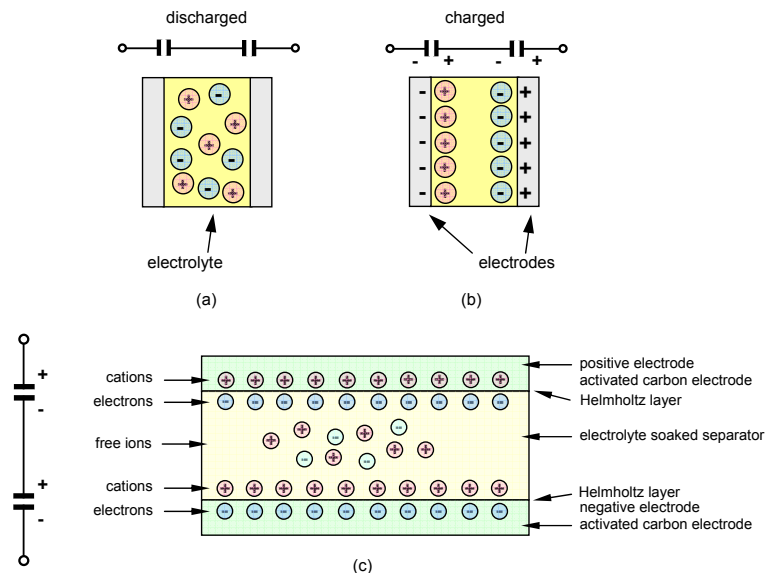 discharged
charged
- + - +
- + - +
electrolyte
electrodes
(a)
(b)
+
-
+
-
cations
electrons
free ions
cations
electrons
positive electrode
activated carbon electrode
Helmholtz layer
electrolyte soaked separator
Helmholtz layer
negative electrode
activated carbon electrode
(c)